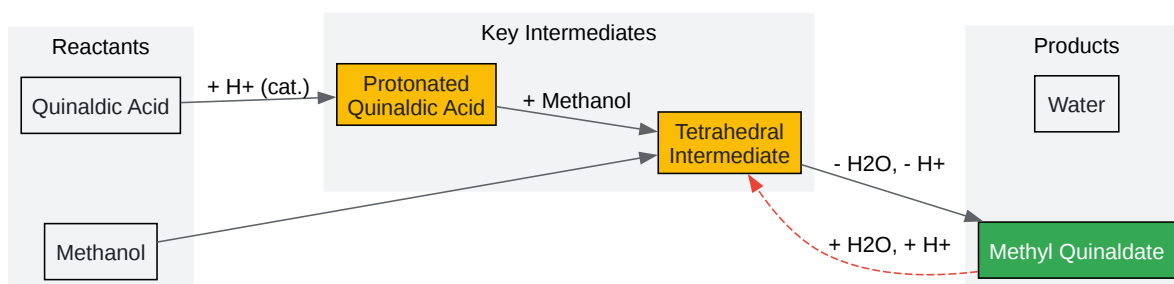 Reactants
Quinaldic Acid
Methanol
+ H+ (cat.)
Key Intermediates
Protonated
Quinaldic Acid
+ Methanol
Tetrahedral
Intermediate
- H2O, - H+
+ H2O, + H+
Products
Water
Methyl Quinaldate